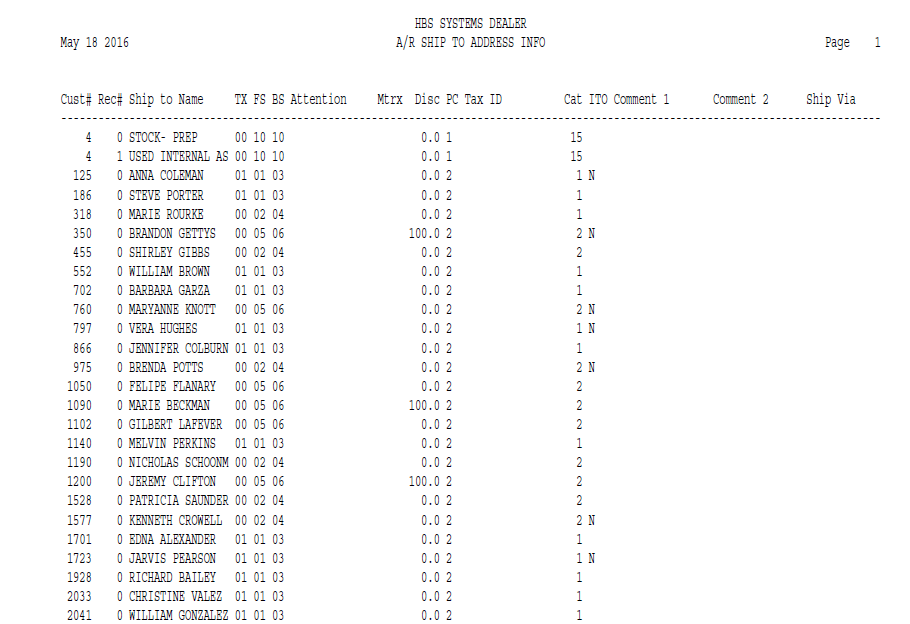 HBS SYSTEMS DEALER
May 18 2016 A/R SHIP TO ADDRESS INFO Page 1
Cust# Rec# Ship to Name TX FS BS Attention Mtrx Disc PC Tax ID Cat ITO Comment 1 Comment 2 Ship Via
------------------------------------------------------------------------------------------------------------------------------------
4 0 STOCK- PREP 00 10 10 0.0 1 15
4 1 USED INTERNAL AS 00 10 10 0.0 1 15
125 0 ANNA COLEMAN 01 01 03 0.0 2 1 N
186 0 STEVE PORTER 01 01 03 0.0 2 1
318 0 MARIE ROURKE 00 02 04 0.0 2 1
350 0 BRANDON GETTYS 00 05 06 100.0 2 2 N
455 0 SHIRLEY GIBBS 00 02 04 0.0 2 2
552 0 WILLIAM BROWN 01 01 03 0.0 2 1
702 0 BARBARA GARZA 01 01 03 0.0 2 1
760 0 MARYANNE KNOTT 00 05 06 0.0 2 2 N
797 0 VERA HUGHES 01 01 03 0.0 2 1 N
866 0 JENNIFER COLBURN 01 01 03 0.0 2 1
975 0 BRENDA POTTS 00 02 04 0.0 2 2 N
1050 0 FELIPE FLANARY 00 05 06 0.0 2 2
1090 0 MARIE BECKMAN 00 05 06 100.0 2 2
1102 0 GILBERT LAFEVER 00 05 06 0.0 2 2
1140 0 MELVIN PERKINS 01 01 03 0.0 2 1
1190 0 NICHOLAS SCHOONM 00 02 04 0.0 2 2
1200 0 JEREMY CLIFTON 00 05 06 100.0 2 2
1528 0 PATRICIA SAUNDER 00 02 04 0.0 2 2
1577 0 KENNETH CROWELL 00 02 04 0.0 2 2 N
1701 0 EDNA ALEXANDER 01 01 03 0.0 2 1
1723 0 JARVIS PEARSON 01 01 03 0.0 2 1 N
1928 0 RICHARD BAILEY 01 01 03 0.0 2 1
2033 0 CHRISTINE VALEZ 01 01 03 0.0 2 1
2041 0 WILLIAM GONZALEZ 01 01 03 0.0 2 1